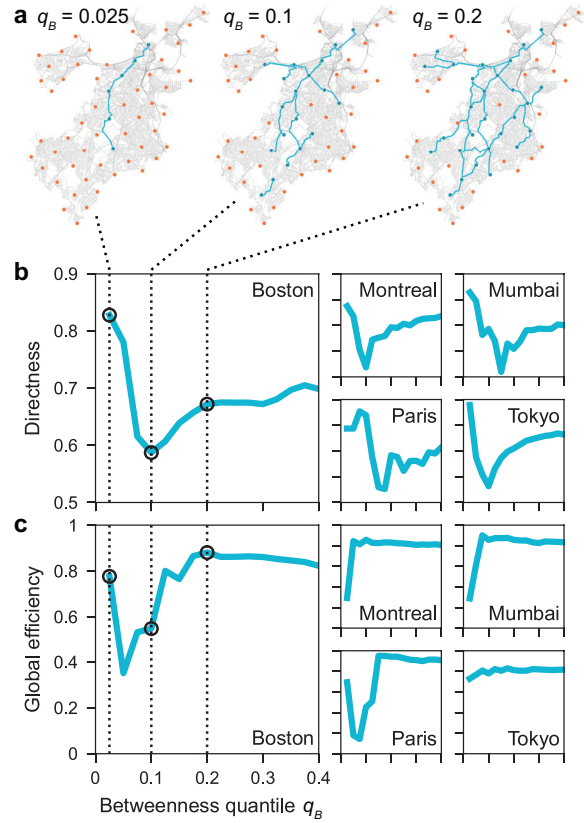 a
q_B = 0.025
q_B = 0.1
q_B = 0.2
b
Directness
0.9
0.8
0.7
0.6
0.5
Boston
Montreal
Mumbai
Paris
Tokyo
c
Global efficiency
1
0.8
0.6
0.4
0.2
0
Boston
Montreal
Mumbai
Paris
Tokyo
0 0.1 0.2 0.3 0.4
Betweenness quantile q_B